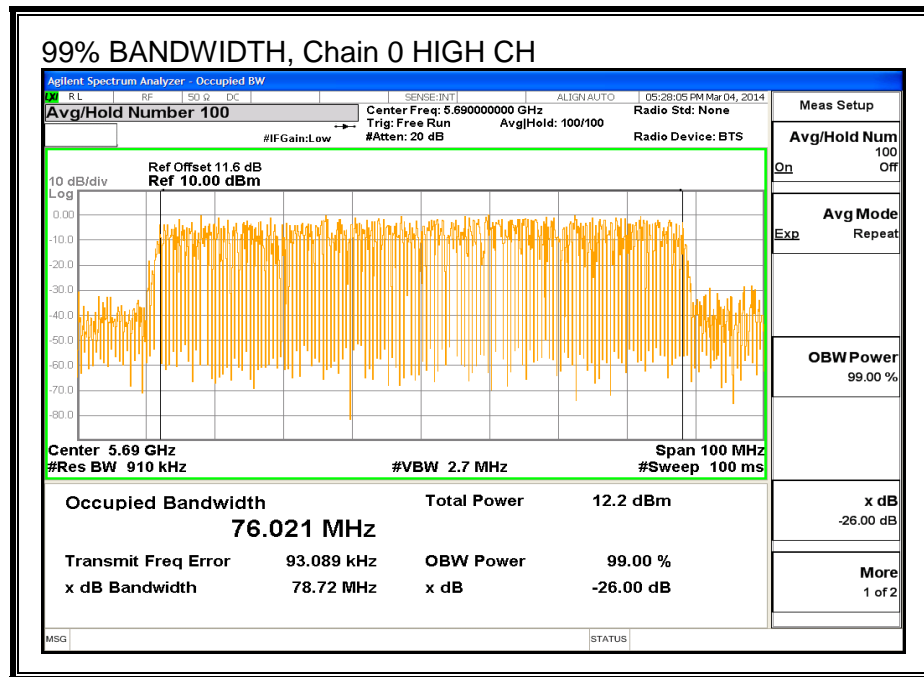 99% BANDWIDTH, Chain 0 HIGH CH
Agilent Spectrum Analyzer - Occupied BW
LXI RL RF 50 Ω DC SENSE:INT ALIGN AUTO 05:28:05 PM Mar 04, 2014
Avg/Hold Number 100
Center Freq: 5.690000000 GHz
Radio Std: None
Trig: Free Run Avg|Hold: 100/100
#IFGain:Low #Atten: 20 dB Radio Device: BTS
Ref Offset 11.6 dB
10 dB/div Ref 10.00 dBm
Log
0.00
-10.0
-20.0
-30.0
-40.0
-50.0
-60.0
-70.0
-80.0
Center 5.69 GHz Span 100 MHz
#Res BW 910 kHz #VBW 2.7 MHz #Sweep 100 ms
Occupied Bandwidth Total Power 12.2 dBm
76.021 MHz
Transmit Freq Error 93.089 kHz OBW Power 99.00 %
x dB Bandwidth 78.72 MHz x dB -26.00 dB
MSG STATUS
Meas Setup
Avg/Hold Num
100
On Off
Avg Mode
Exp Repeat
OBW Power
99.00 %
x dB
-26.00 dB
More
1 of 2